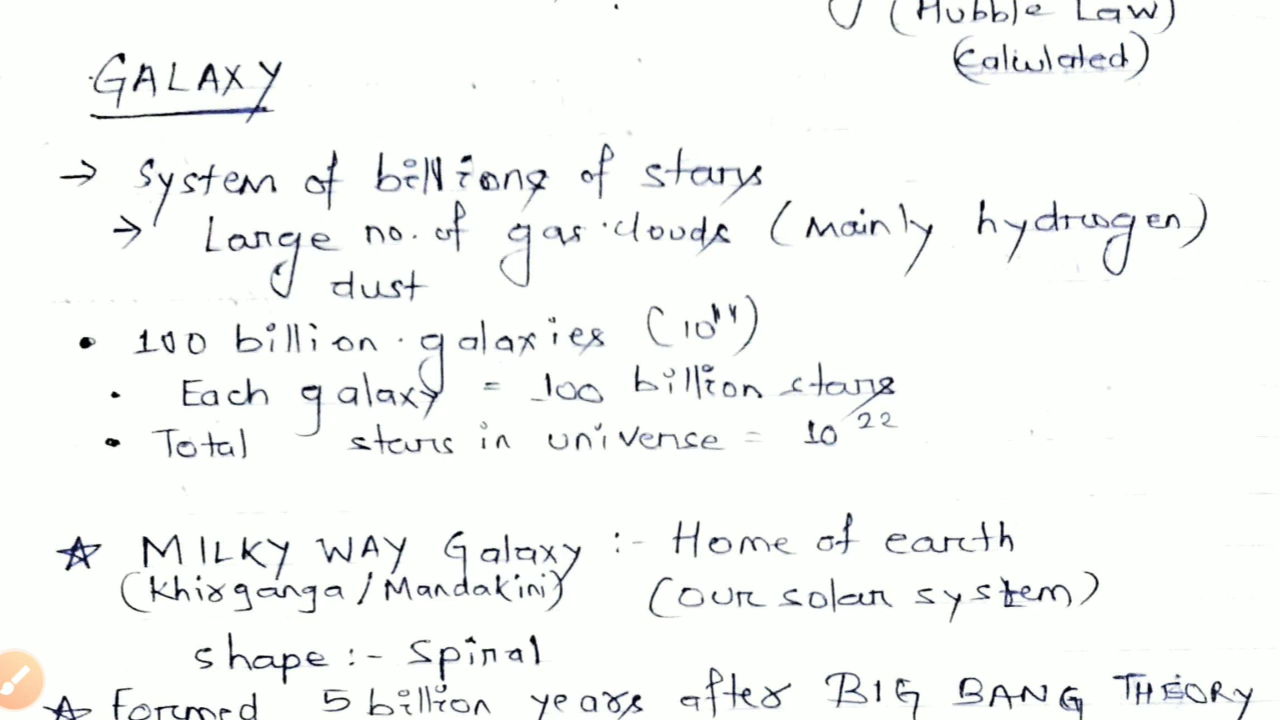 (Hubble Law)
(Calculated)
GALAXY
→ System of billions of stars
→ Large no. of gas clouds (Mainly hydrogen)
dust
• 100 billion galaxies (10¹¹)
• Each galaxy = 100 billion stars
• Total stars in universe = 10²²
☆ MILKY WAY Galaxy :- Home of earth
(Khirganga/Mandakini) (our solar system)
shape :- Spiral
☆ Formed 5 billion years after BIG BANG THEORY